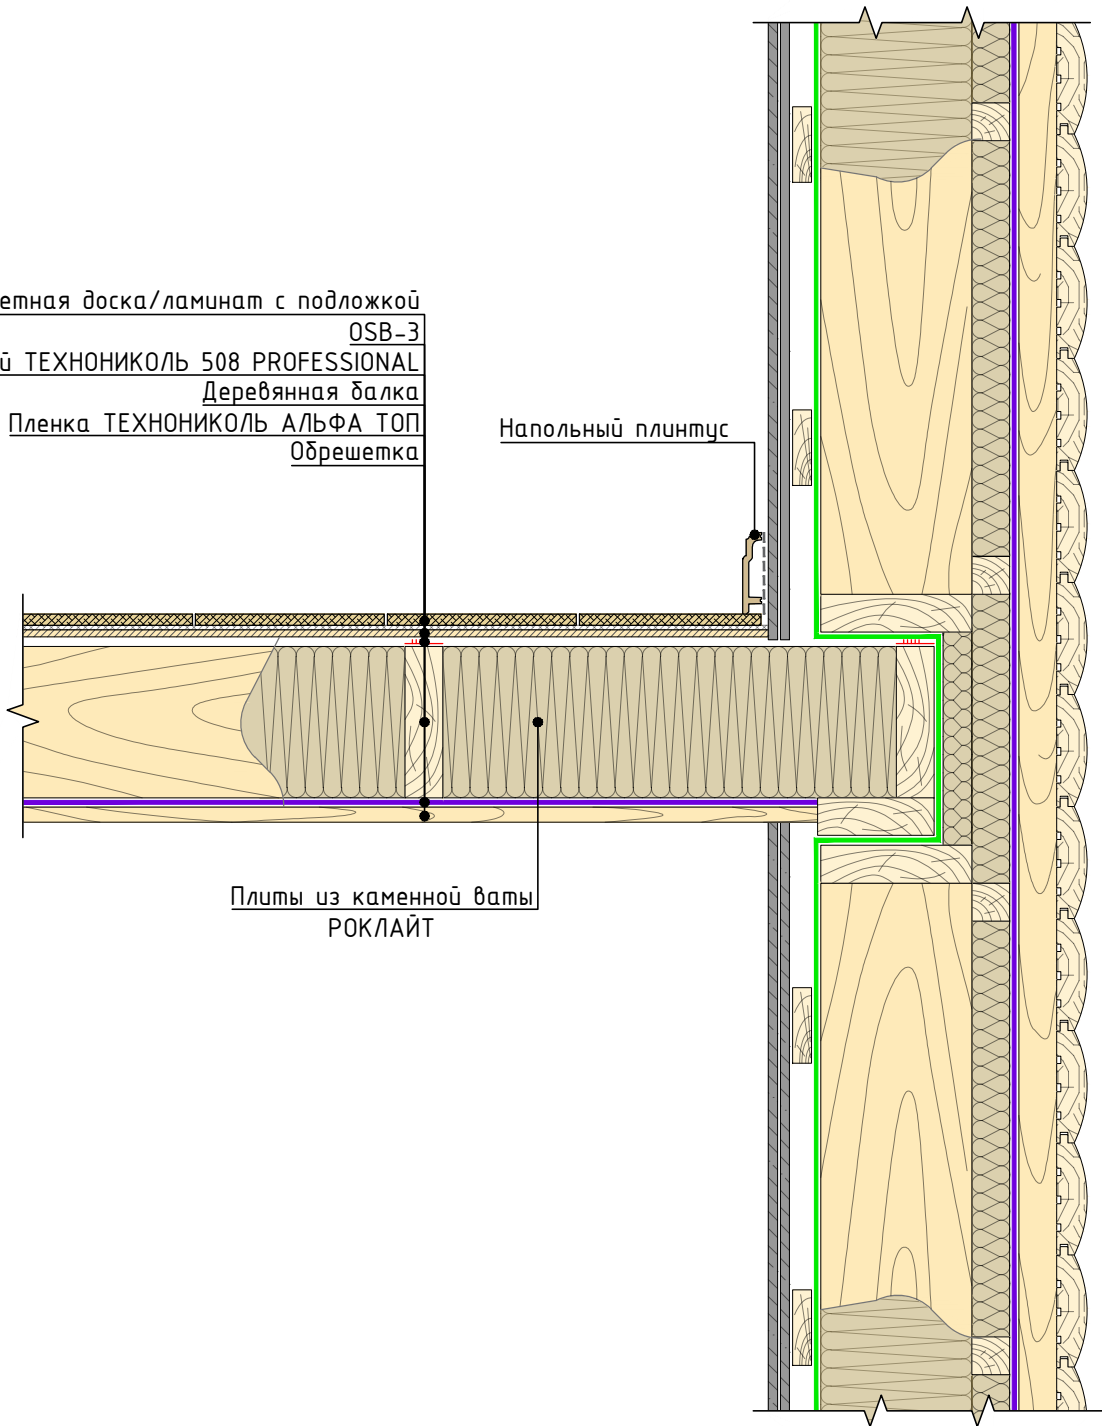 доска/ламинат с подложкой
OSB-3
ТЕХНОНИКОЛЬ 508 PROFESSIONAL
Деревянная балка
Пленка ТЕХНОНИКОЛЬ АЛЬФА ТОП
Обрешетка
Напольный плинтус
Плиты из каменной ваты
РОКЛАЙТ